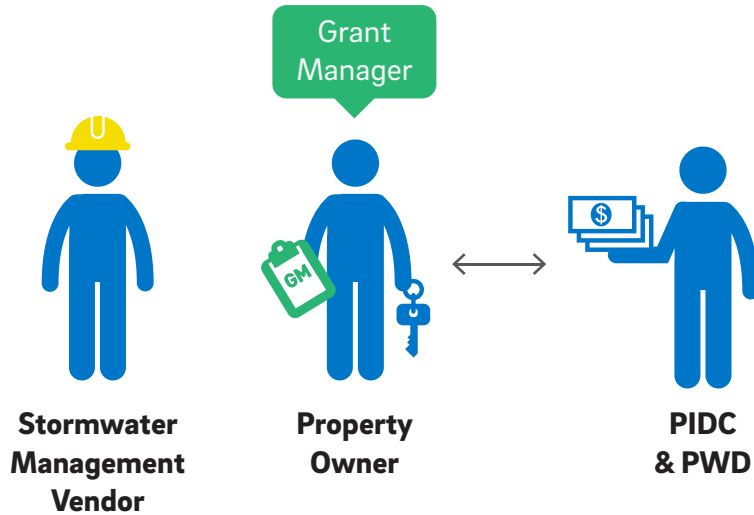 Grant
Manager
GM
$
Stormwater
Management
Vendor
Property
Owner
PIDC
& PWD